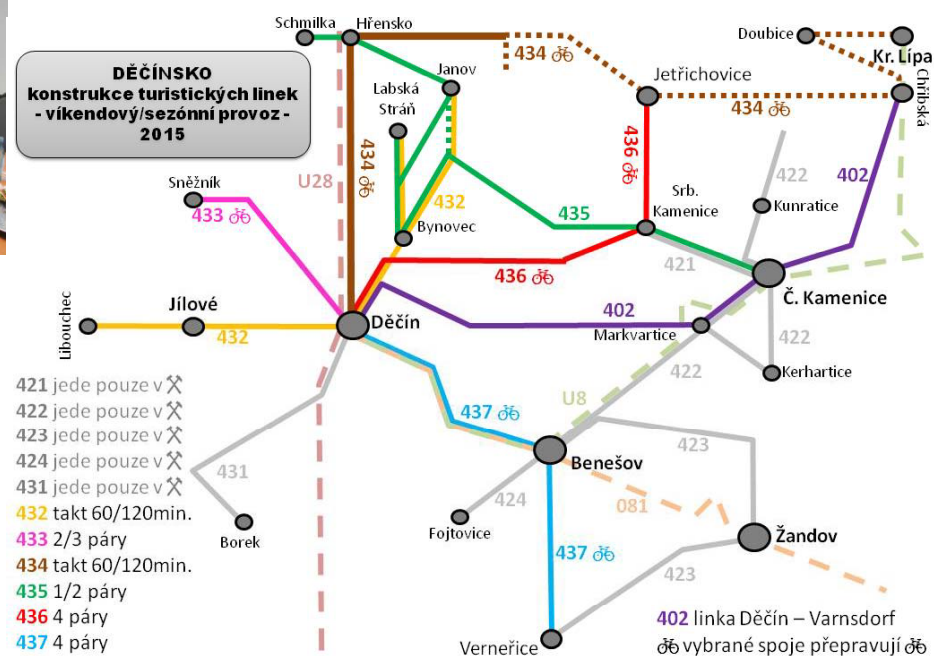 Schmilka
Hřensko
DĚČÍNSKO
konstrukce turistických linek
- víkendový/sezónní provoz -
2015
Labská
Stráň
Janov
434
Jetřichovice
Doubice
Kr. Lípa
Chřibská
434
434
436
422
402
Sněžník
U28
433
432
Bynovec
435
Srb.
Kamenice
Kunratice
421
436
Č. Kamenice
Libouchec
Jílové
432
Děčín
402
Markvartice
422
422
Kerhartice
U8
437
423
Benešov
431
424
081
Borek
Fojtovice
Žandov
437
423
Verneřice
421 jede pouze v ⚒
422 jede pouze v ⚒
423 jede pouze v ⚒
424 jede pouze v ⚒
431 jede pouze v ⚒
432 takt 60/120min.
433 2/3 páry
434 takt 60/120min.
435 1/2 páry
436 4 páry
437 4 páry
402 linka Děčín – Varnsdorf
vybrané spoje přepravují